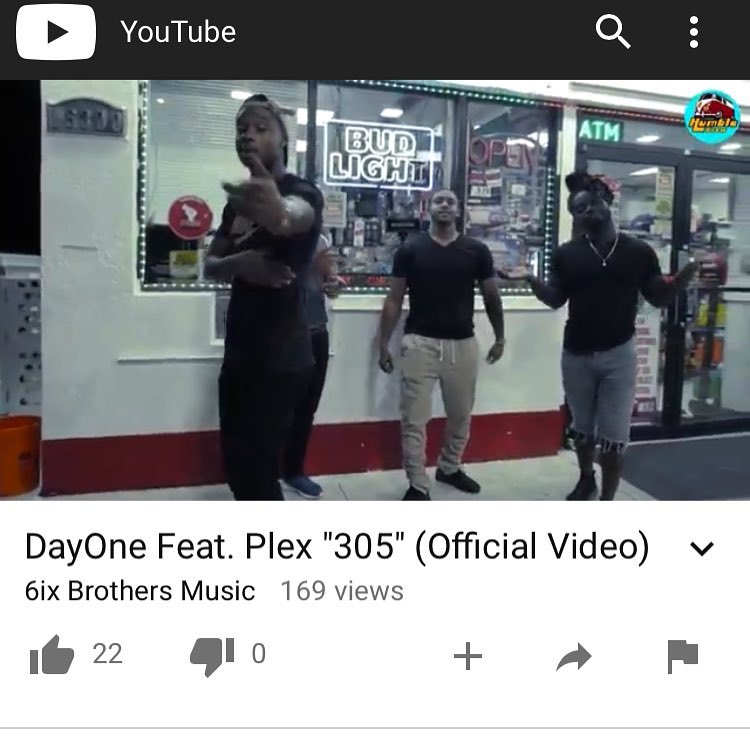 YouTube
6300
BUD
LIGHT
OPEN
ATM
Humble
DayOne Feat. Plex "305" (Official Video)
6ix Brothers Music 169 views
22 0